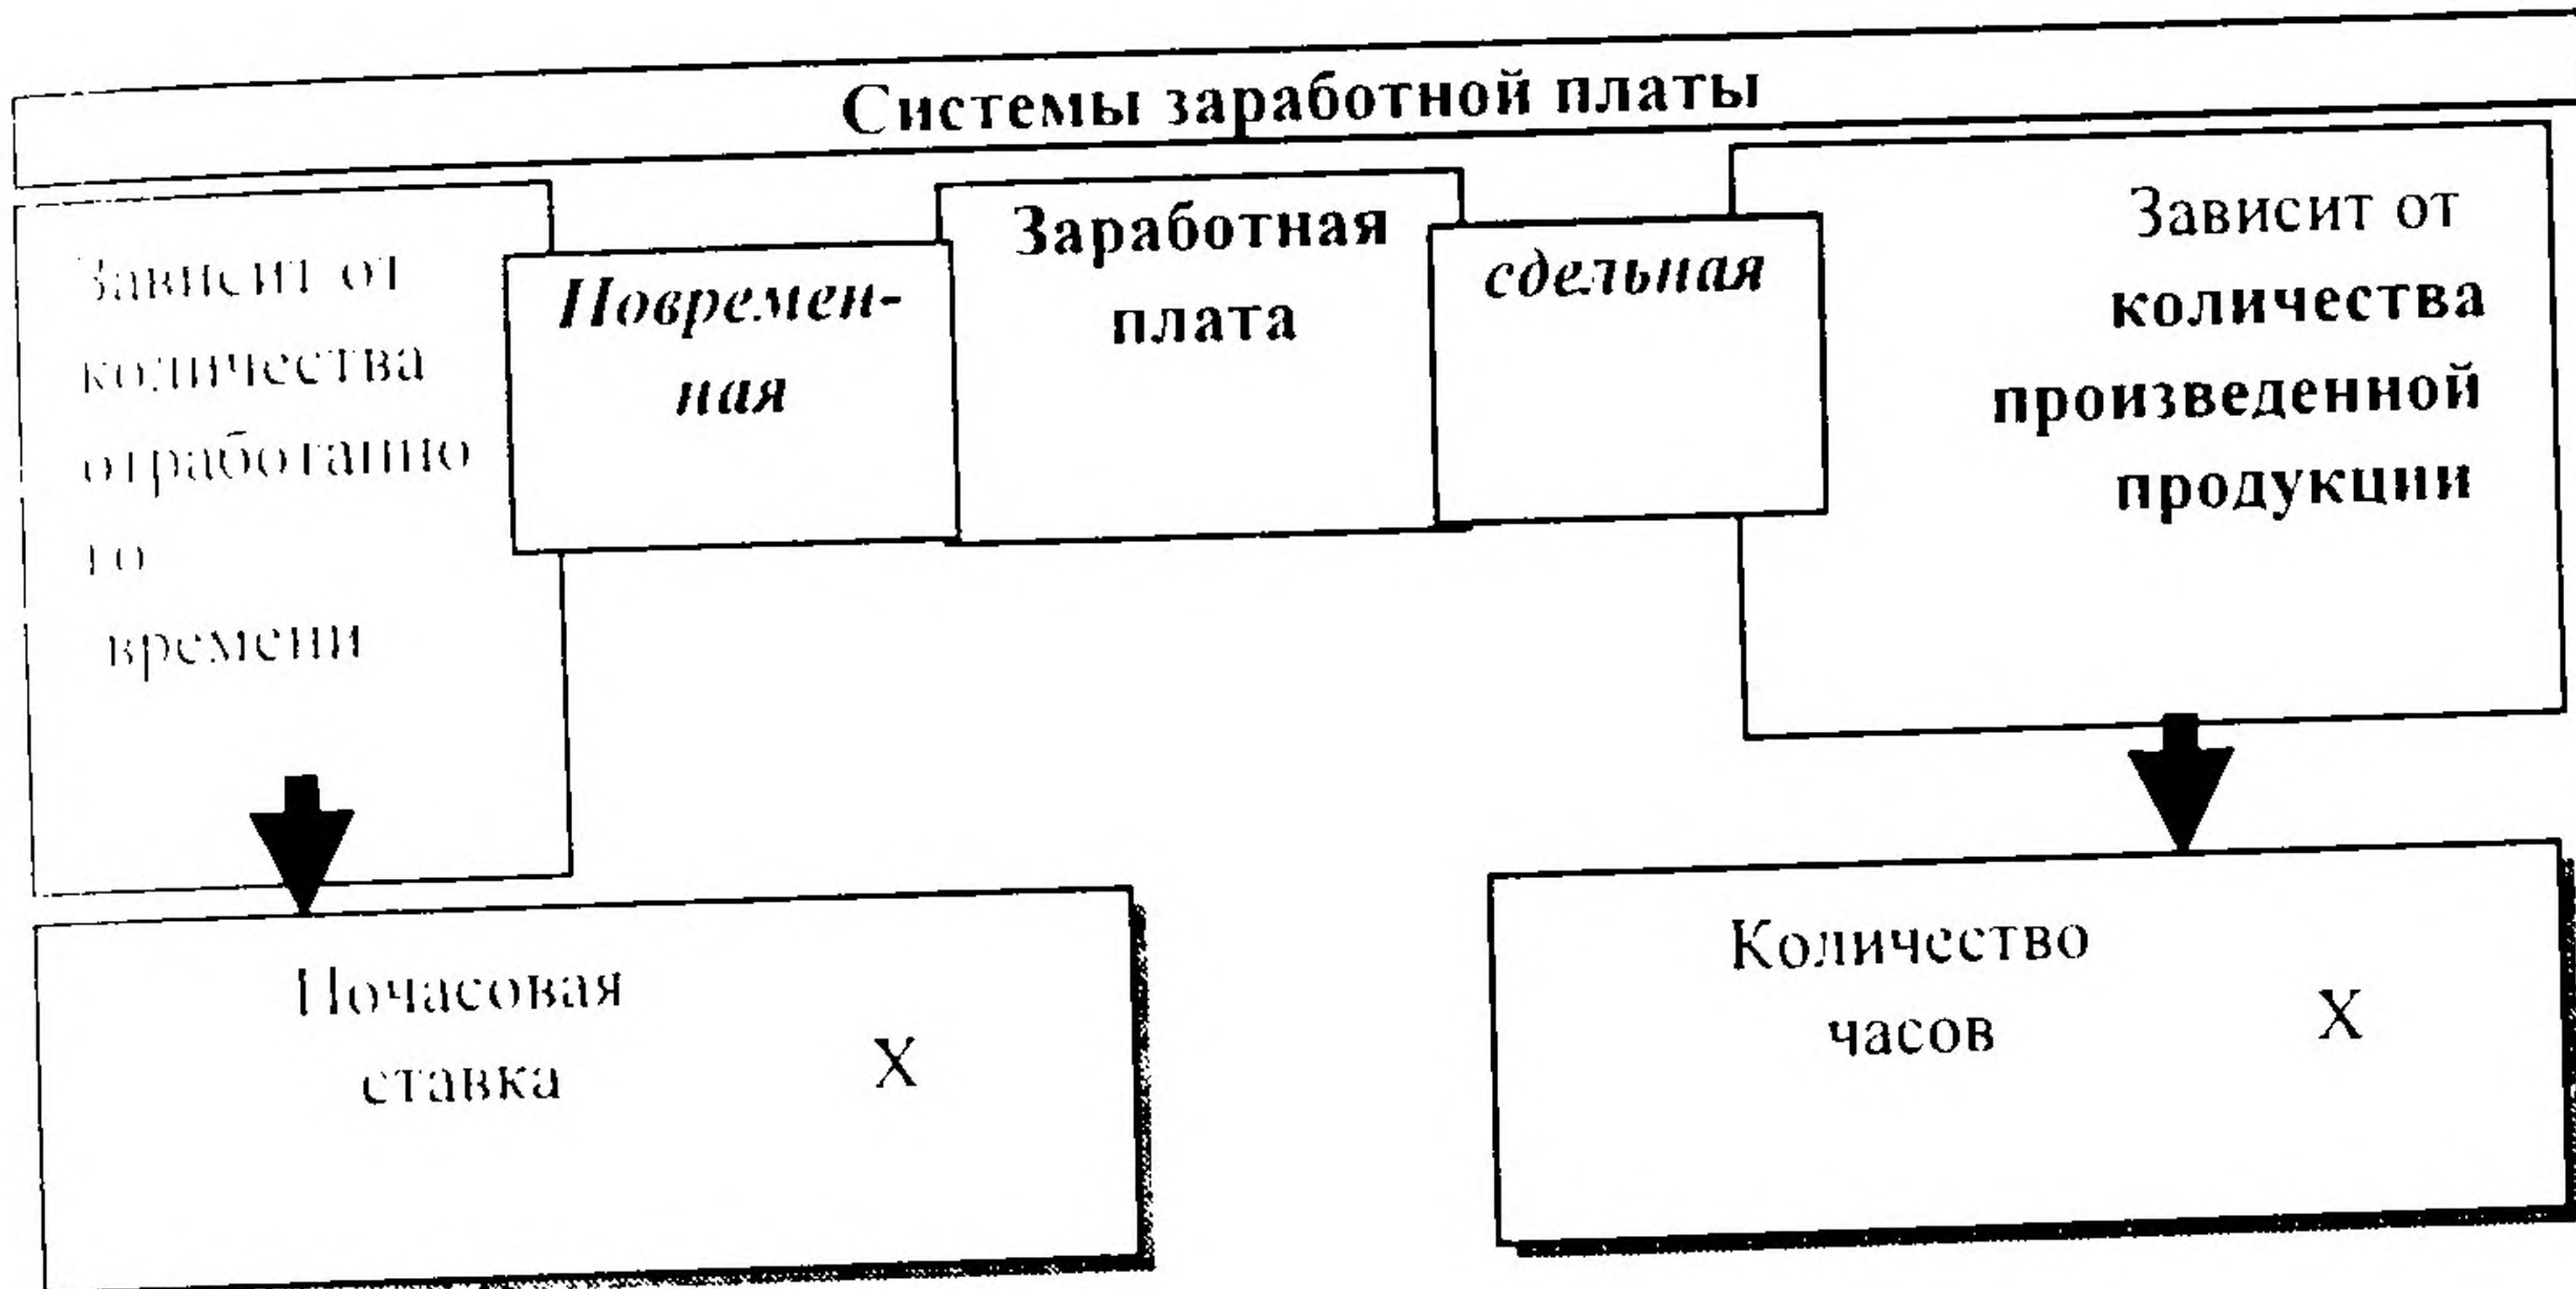 Системы заработной платы
Зависит от
количества
отработанно
го
времени
Повремен-
ная
Заработная
плата
сдельная
Зависит от
количества
произведенной
продукции
Почасовая
ставка
X
Количество
часов
X